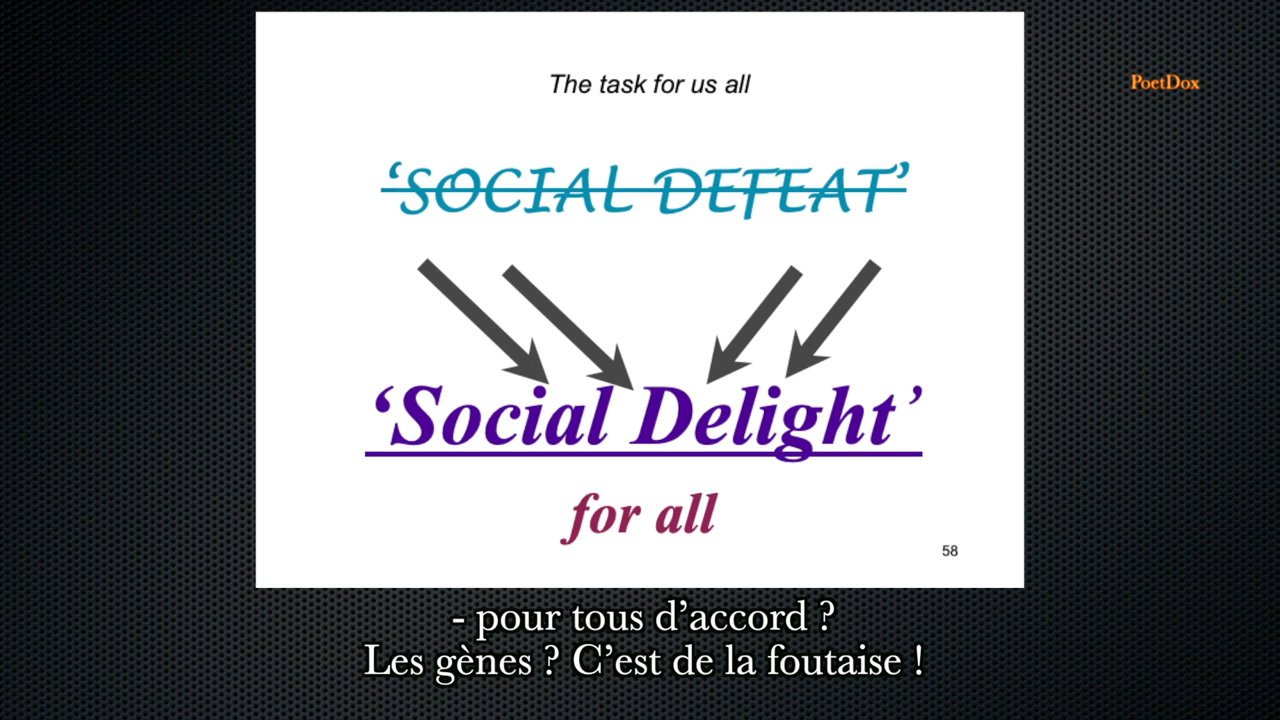 The task for us all
PoetDox
‘SOCIAL DEFEAT’
‘Social Delight’
for all
58
- pour tous d’accord ?
Les gènes ? C’est de la foutaise !